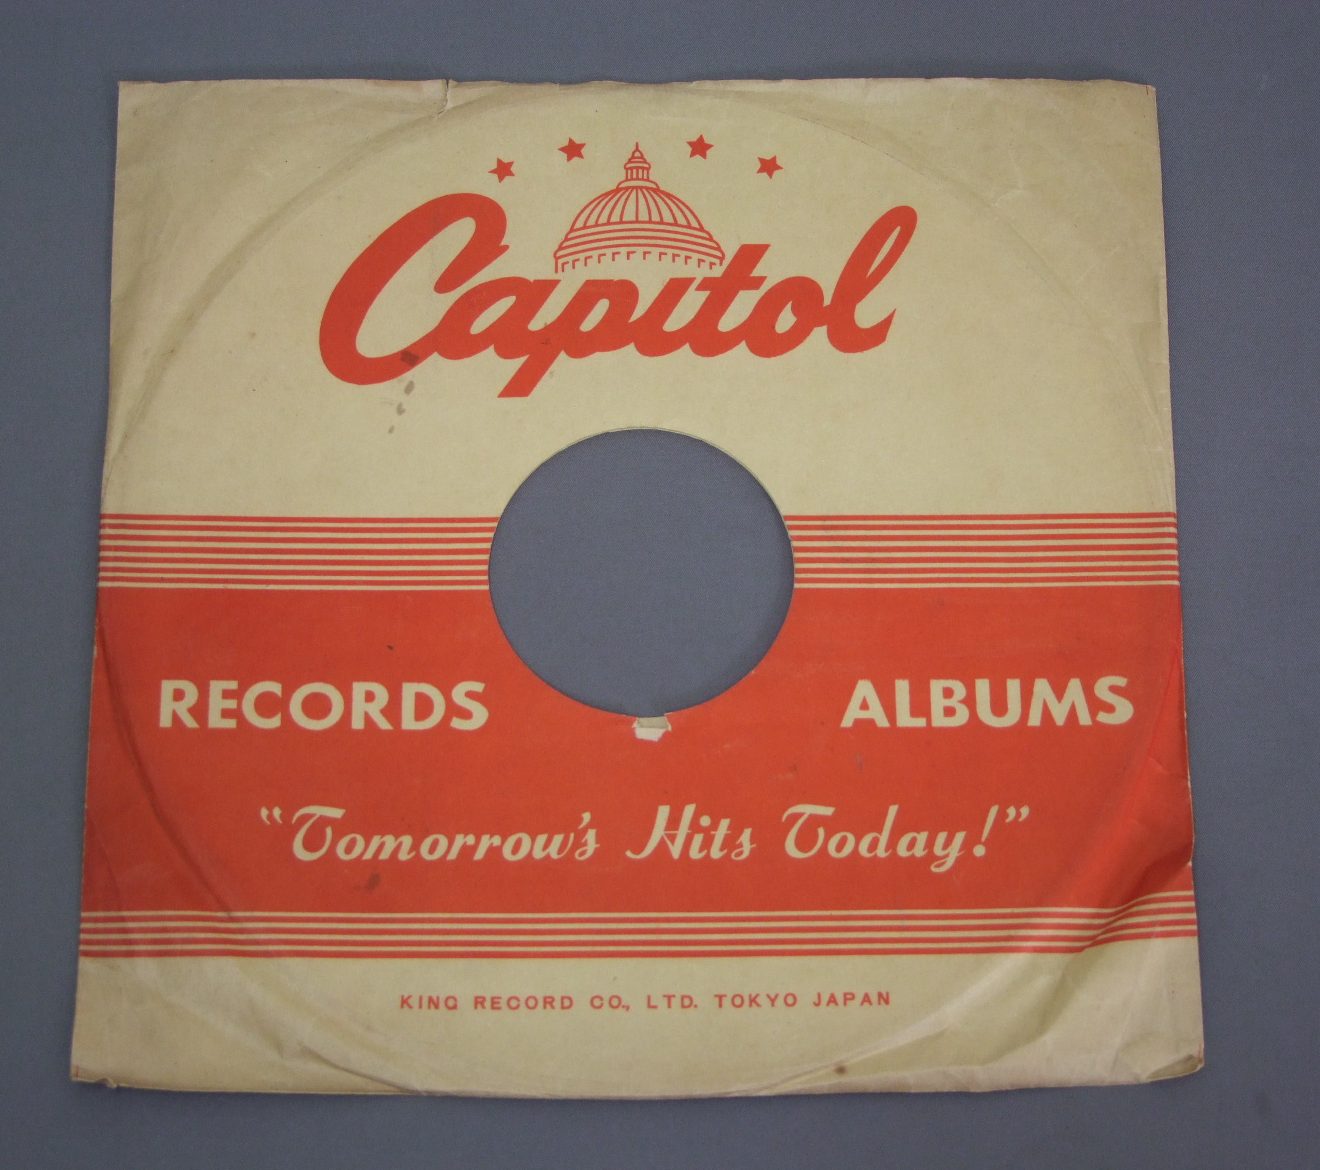 Capitol
RECORDS ALBUMS
“Tomorrow's Hits Today!”
KING RECORD CO., LTD. TOKYO JAPAN